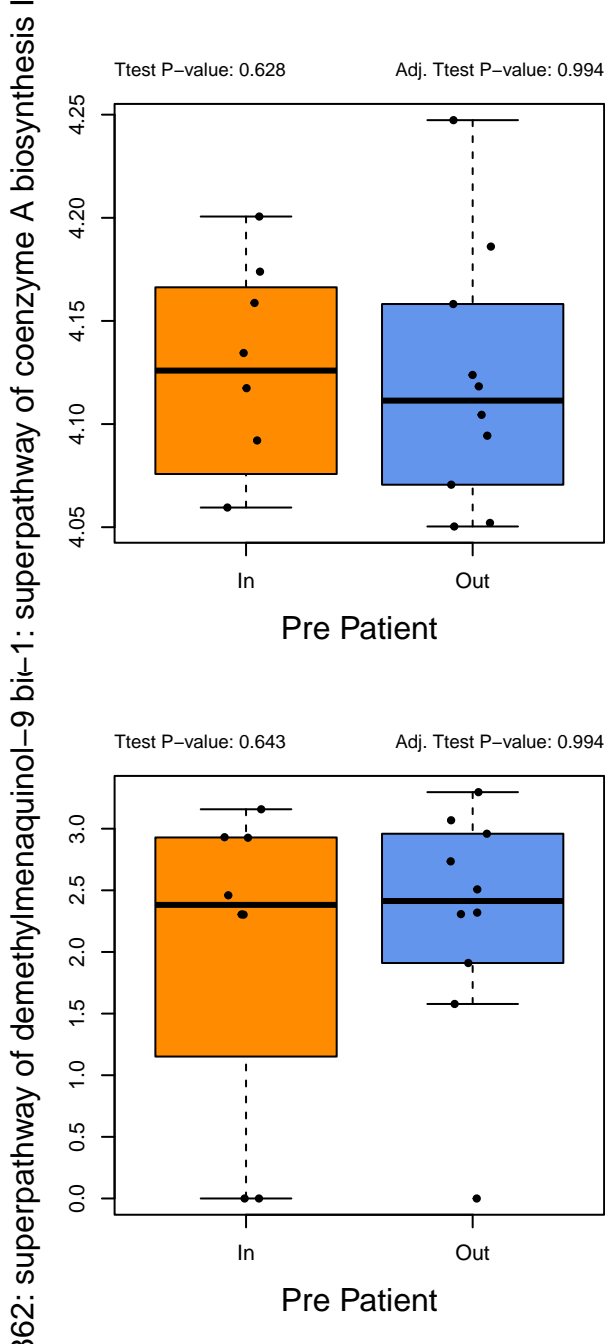 −1: superpathway of coenzyme A biosynthesis I
Ttest P−value: 0.628
Adj. Ttest P−value: 0.994
4.25
4.20
4.15
4.10
4.05
In
Out
Pre Patient
362: superpathway of demethylmenaquinol−9 bi
Ttest P−value: 0.643
Adj. Ttest P−value: 0.994
3.0
2.5
2.0
1.5
1.0
0.5
0.0
In
Out
Pre Patient